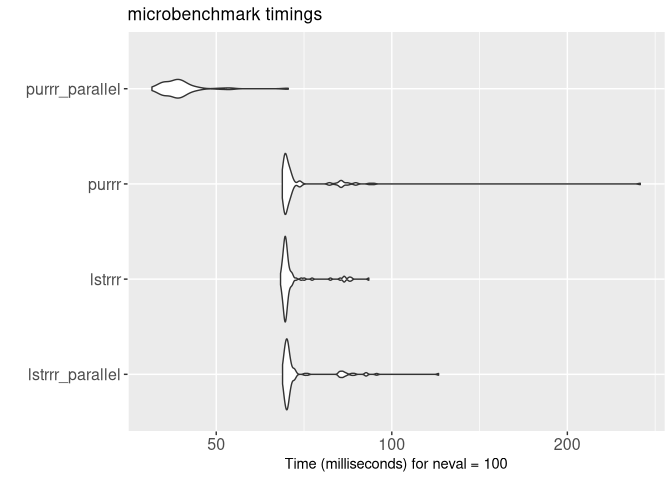 microbenchmark timings
purrr_parallel
purrr
lstrrr
lstrrr_parallel
50 100 200
Time (milliseconds) for neval = 100